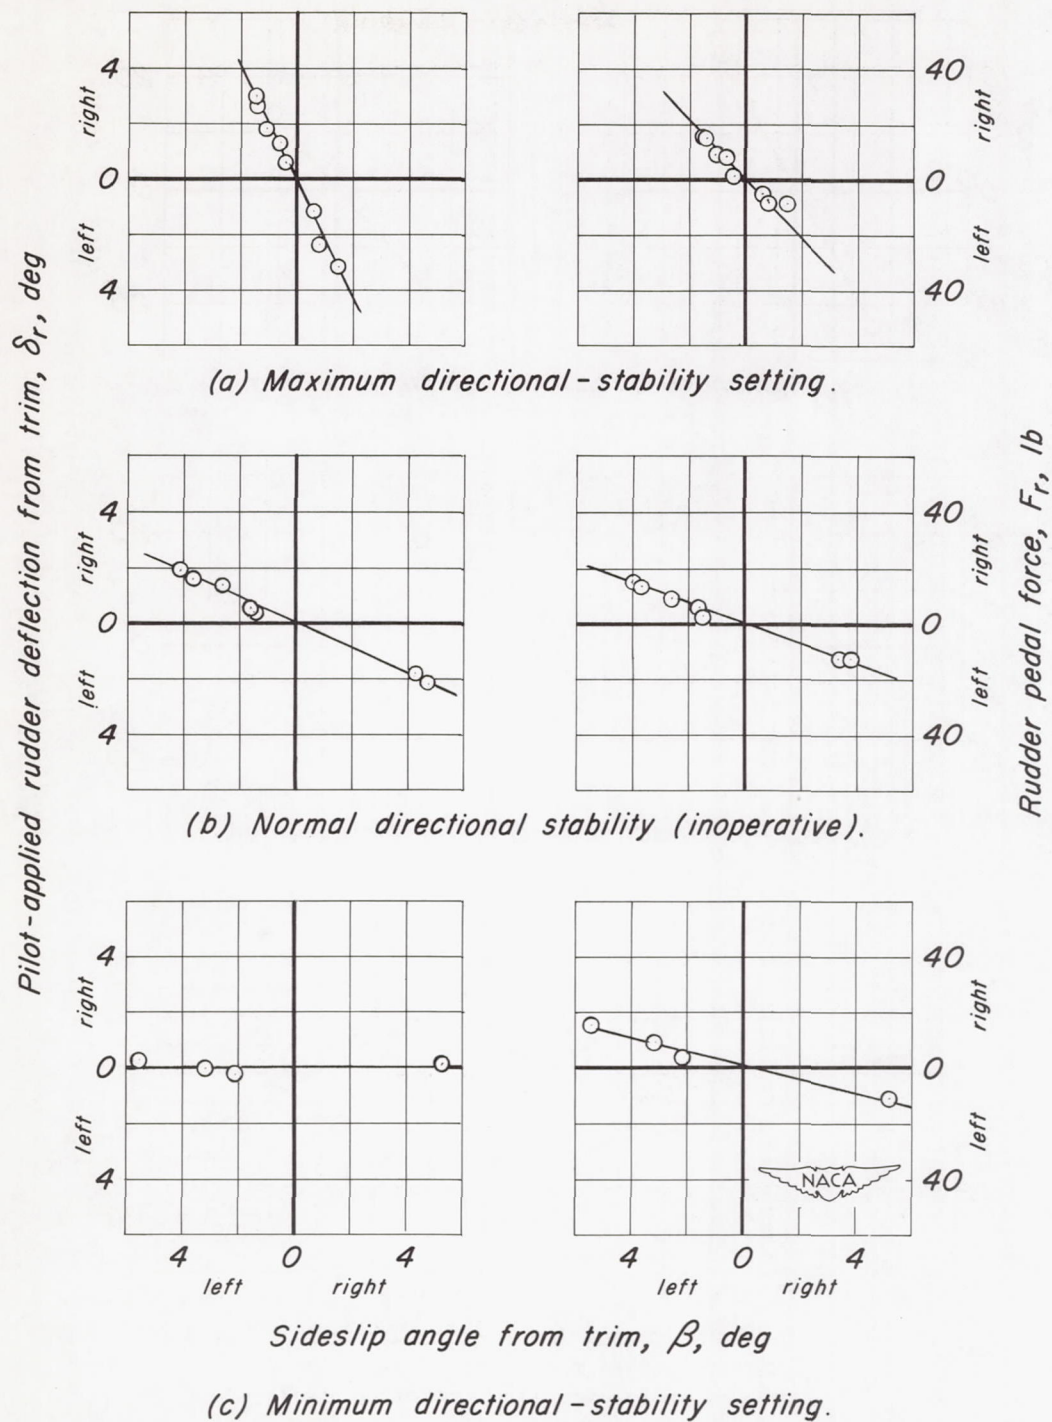 4
right
0
left
4
40
right
0
left
40
(a) Maximum directional-stability setting.
Pilot-applied rudder deflection from trim, δr, deg
4
right
0
left
4
40
right
0
left
40
Rudder pedal force, Fr, lb
(b) Normal directional stability (inoperative).
4
right
0
left
4
40
right
0
left
40
NACA
4 0 4
left right
4 0 4
left right
Sideslip angle from trim, β, deg
(c) Minimum directional-stability setting.